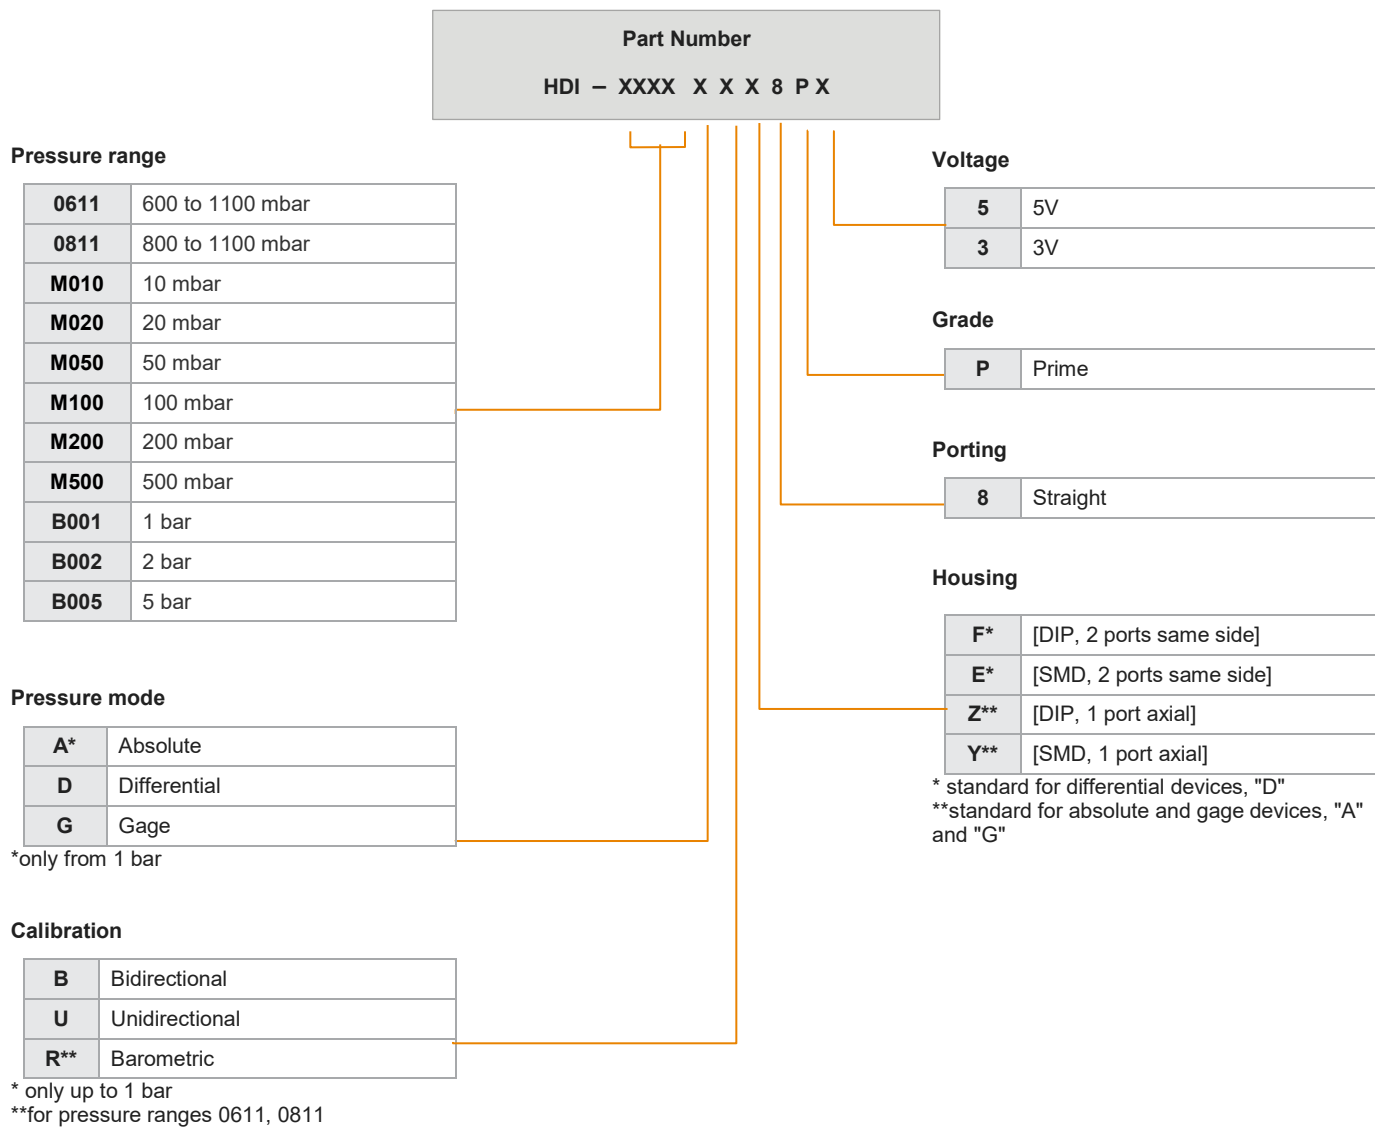 Part Number
HDI – XXXX X X X 8 P X
Pressure range
0611 600 to 1100 mbar
0811 800 to 1100 mbar
M010 10 mbar
M020 20 mbar
M050 50 mbar
M100 100 mbar
M200 200 mbar
M500 500 mbar
B001 1 bar
B002 2 bar
B005 5 bar
Pressure mode
A* Absolute
D Differential
G Gage
*only from 1 bar
Calibration
B Bidirectional
U Unidirectional
R** Barometric
* only up to 1 bar
**for pressure ranges 0611, 0811
Voltage
5 5V
3 3V
Grade
P Prime
Porting
8 Straight
Housing
F* [DIP, 2 ports same side]
E* [SMD, 2 ports same side]
Z** [DIP, 1 port axial]
Y** [SMD, 1 port axial]
* standard for differential devices, "D"
**standard for absolute and gage devices, "A"
and "G"